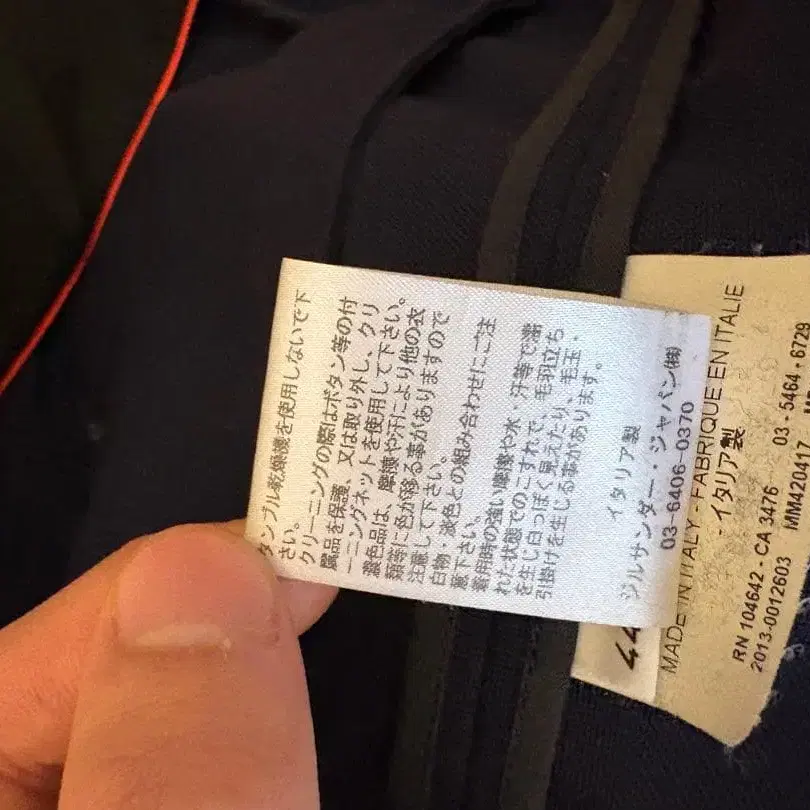 タンブル乾燥機を使用しないで下
さい。
クリーニングの際はボタン等の付
属品を保護、又は取り外し、クリ
ーニングネットを使用して下さい。
濃色品は、摩擦や汗により他の衣
類等に色が移る事がありますので
注意して下さい。
白物、淡色との組み合わせにご注
意下さい。
着用時の強い摩擦や水・汗等で濡
れた状態でのこすれで、毛羽立ち
を生じ白っぽく見えたり、毛玉・
引掛けを生じる事があります。
イタリア製
ジルサンダー・ジャパン(株)
03-6406-0370
44
MADE IN ITALY - FABRIQUE EN ITALIE
- イタリア製
RN 104642 - CA 3476 03 - 5464 - 6729
2013-0012603 MM420417